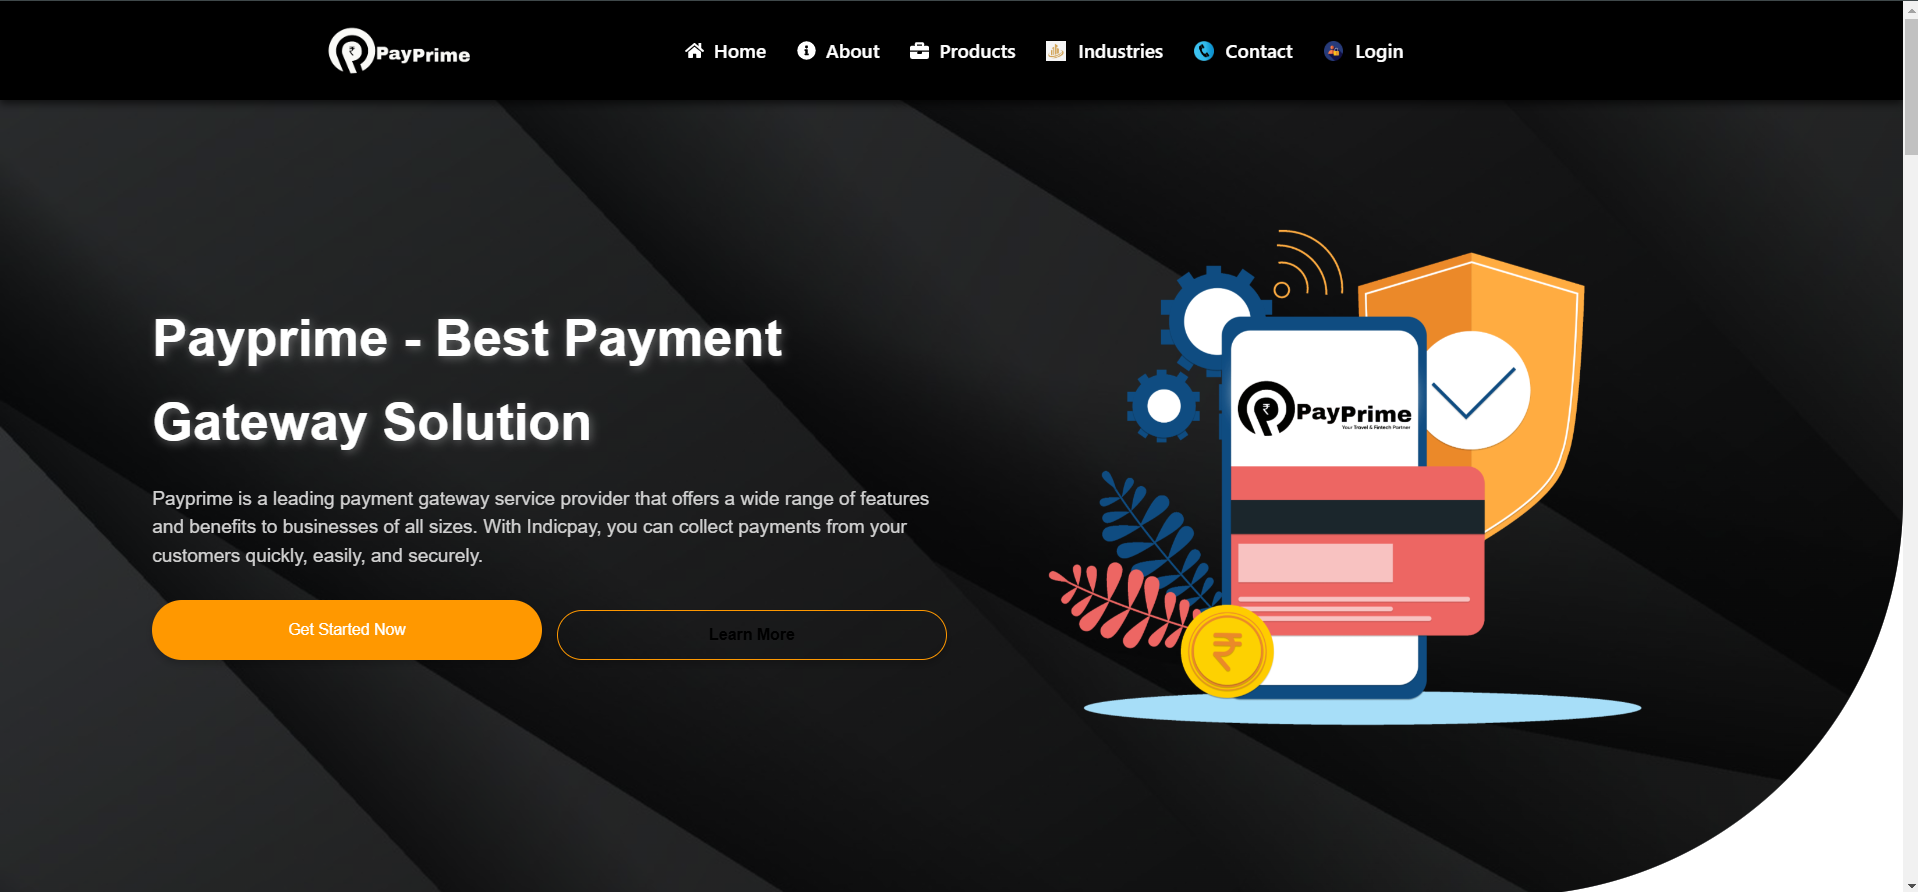 PayPrime
Home
About
Products
Industries
Contact
Login
Payprime - Best Payment
Gateway Solution
Payprime is a leading payment gateway service provider that offers a wide range of features
and benefits to businesses of all sizes. With Indicpay, you can collect payments from your
customers quickly, easily, and securely.
Get Started Now
Learn More
₹
PayPrime
Your Travel & Fintech Partner
₹